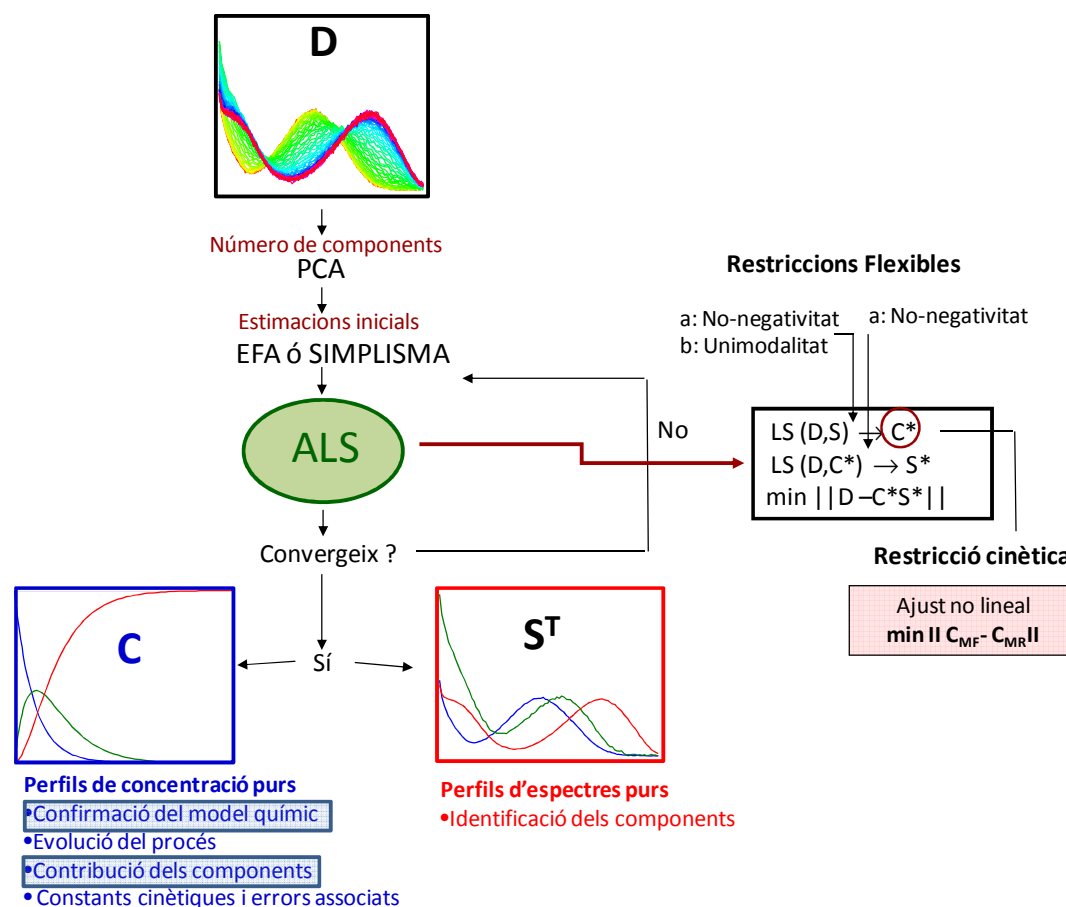 D
Número de components
PCA
Estimacions inicials
EFA ó SIMPLISMA
ALS
Convergeix ?
No
Sí
Restriccions Flexibles
a: No-negativitat
b: Unimodalitat
a: No-negativitat
LS (D,S) → C*
LS (D,C*) → S*
min ||D –C*S*||
Restricció cinètica
Ajust no lineal
min II CMF- CMRII
C
Perfils de concentració purs
•Confirmació del model químic
•Evolució del procés
•Contribució dels components
• Constants cinètiques i errors associats
ST
Perfils d’espectres purs
•Identificació dels components